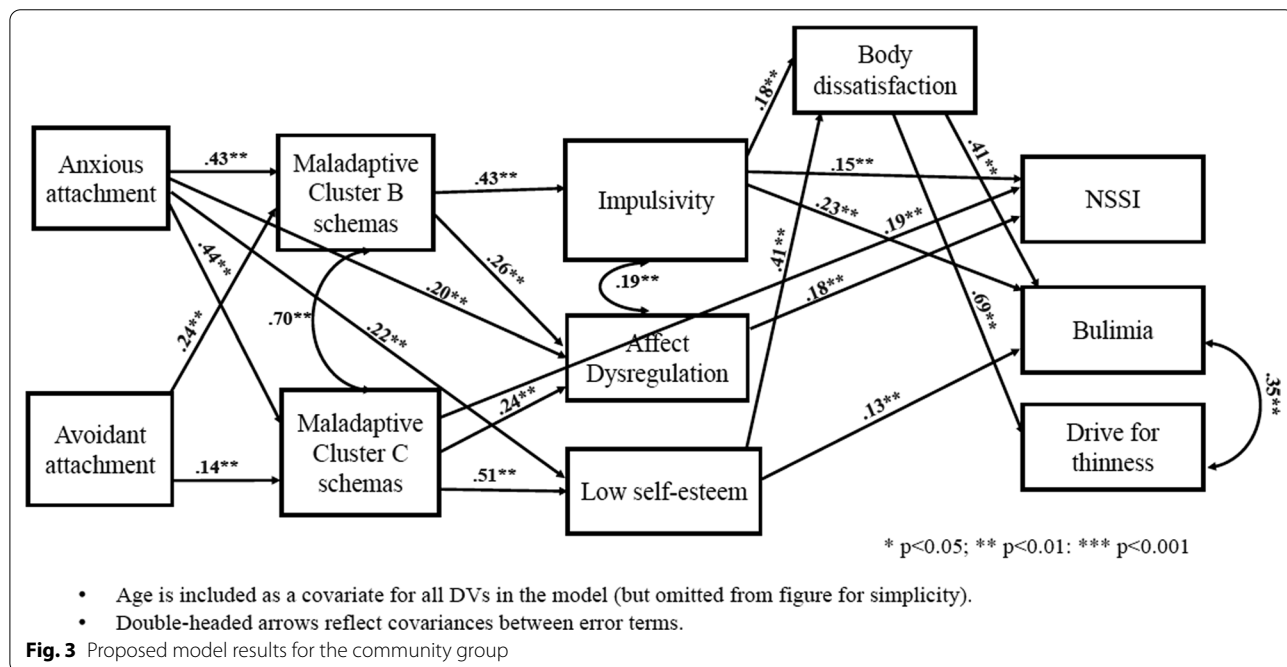 Body
dissatisfaction
Anxious
attachment
.43**
Maladaptive
Cluster B
schemas
.43**
Impulsivity
.18**
.15**
.41**
NSSI
.23**
.19**
.41**
.44**
.26**
.20**
.19**
.18**
.24**
.70**
.22**
Affect
Dysregulation
.69**
Bulimia
.35**
Avoidant
attachment
.14**
Maladaptive
Cluster C
schemas
.24**
.51**
Low self-esteem
.13**
Drive for
thinness
* p<0.05; ** p<0.01: *** p<0.001
• Age is included as a covariate for all DVs in the model (but omitted from figure for simplicity).
• Double-headed arrows reflect covariances between error terms.
Fig. 3 Proposed model results for the community group